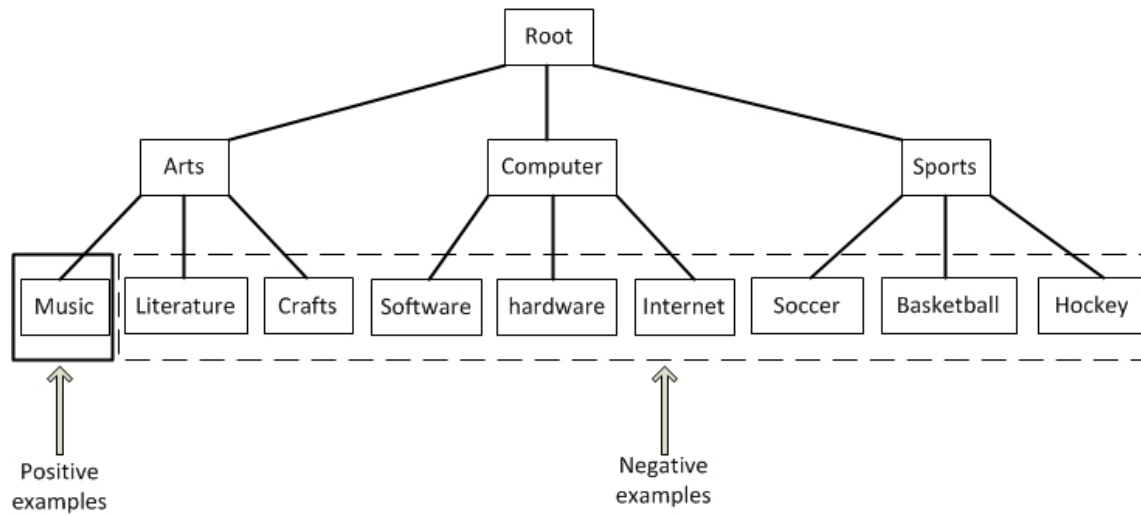 Root
Arts
Computer
Sports
Music
Literature
Crafts
Software
hardware
Internet
Soccer
Basketball
Hockey
Positive
examples
Negative
examples